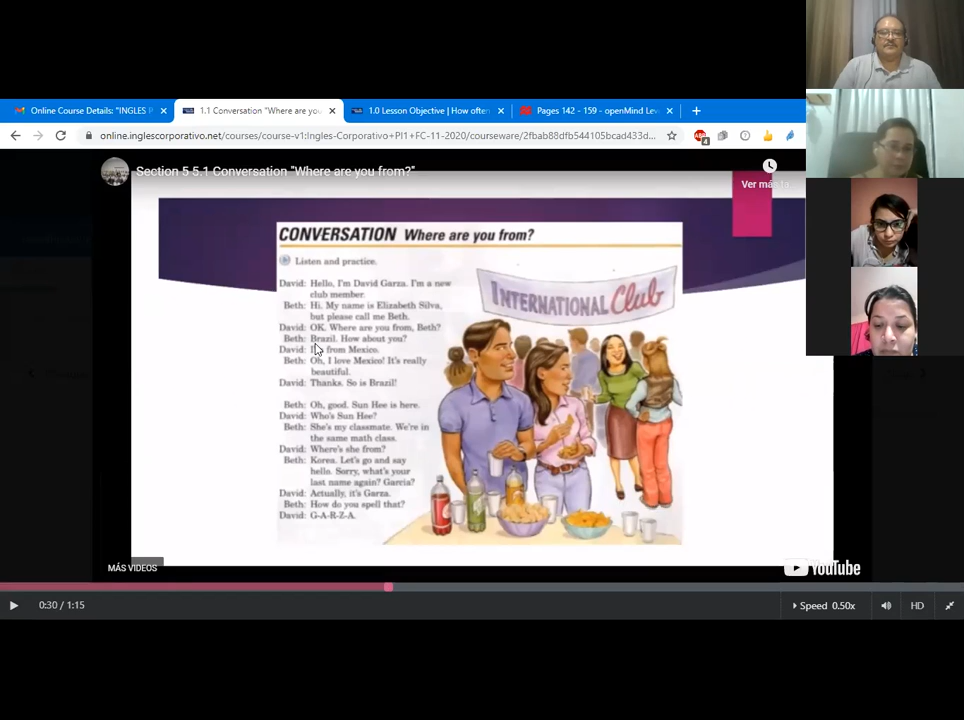 Online Course Details: "INGLES P
1.1 Conversation "Where are you
1.0 Lesson Objective | How often
Pages 142 - 159 - openMind Lev
online.inglescorporativo.net/courses/course-v1:Ingles-Corporativo+PI1+FC-11-2020/courseware/2fbab88dfb544105bcad433d...
4
Section 5 5.1 Conversation "Where are you from?"
Ver más ta
CONVERSATION Where are you from?
Listen and practice.
David: Hello, I'm David Garza. I'm a new
club member.
Beth: Hi. My name is Elizabeth Silva,
but please call me Beth.
David: OK. Where are you from, Beth?
Beth: Brazil. How about you?
David: from Mexico.
Beth: Oh, I love Mexico! It's really
beautiful.
David: Thanks. So is Brazil!
Beth: Oh, good. Sun Hee is here.
David: Who's Sun Hee?
Beth: She's my classmate. We're in
the same math class.
David: Where's she from?
Beth: Korea. Let's go and say
hello. Sorry, what's your
last name again? Garcia?
David: Actually, it's Garza.
Beth: How do you spell that?
David: G-A-R-Z-A.
INTERNATIONAL Club
MÁS VIDEOS
YouTube
0:30 / 1:15
Speed 0.50x
HD